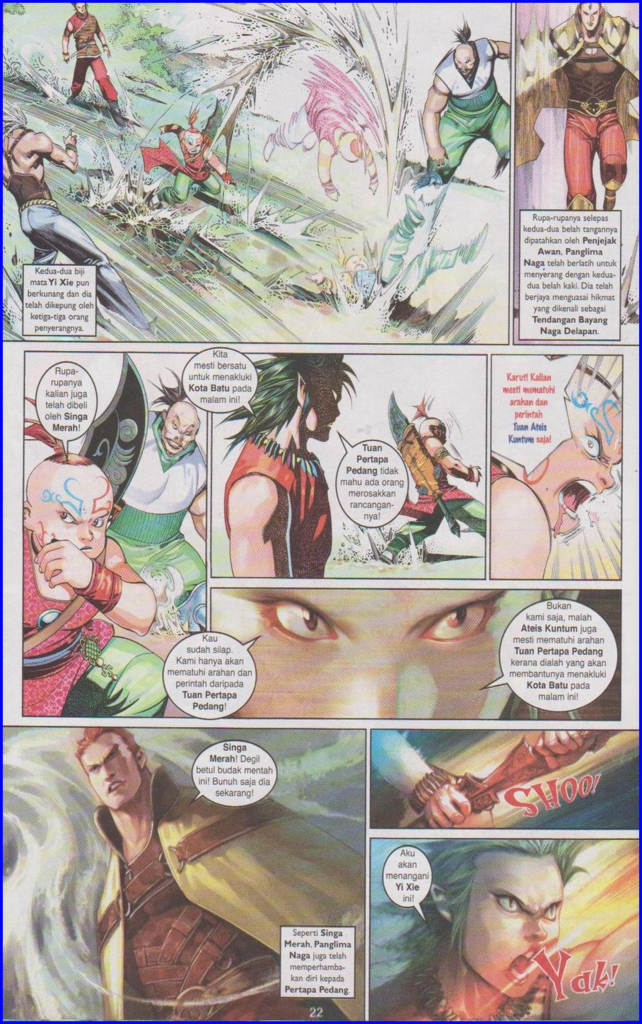 Kedua-dua biji
mata Yi Xie pun
berkunang dan dia
telah dikepung oleh
ketiga-tiga orang
penyerangnya.
Rupa-rupanya selepas
kedua-dua belah tangannya
dipatahkan oleh Penjejak
Awan, Panglima
Naga telah berlatih untuk
menyerang dengan kedua-
dua belah kaki. Dia telah
berjaya menguasai hikmat
yang dikenali sebagai
Tendangan Bayang
Naga Delapan.
Rupa-
rupanya
kalian juga
telah dibeli
oleh Singa
Merah!
Kita
mesti bersatu
untuk menakluki
Kota Batu pada
malam ini!
Tuan
Pertapa
Pedang tidak
mahu ada orang
merosakkan
rancangan-
nya!
Karut! Kalian
mesti mematuhi
arahan dan
perintah
Tuan Ateis
Kuntum saja!
Kau
sudah silap.
Kami hanya akan
mematuhi arahan dan
perintah daripada
Tuan Pertapa
Pedang!
Bukan
kami saja, malah
Ateis Kuntum juga
mesti mematuhi
Tuan Pertapa Pedang
kerana dialah yang akan
membantunya menakluki
Kota Batu pada
malam ini!
Singa
Merah! Degil
betul budak mentah
ini! Bunuh saja dia
sekarang!
Seperti Singa
Merah, Panglima
Naga juga telah
memperhamba-
kan diri kepada
Pertapa Pedang.
SHOO!
Aku
akan
menangani
Yi Xie
ini!
Yak!
22